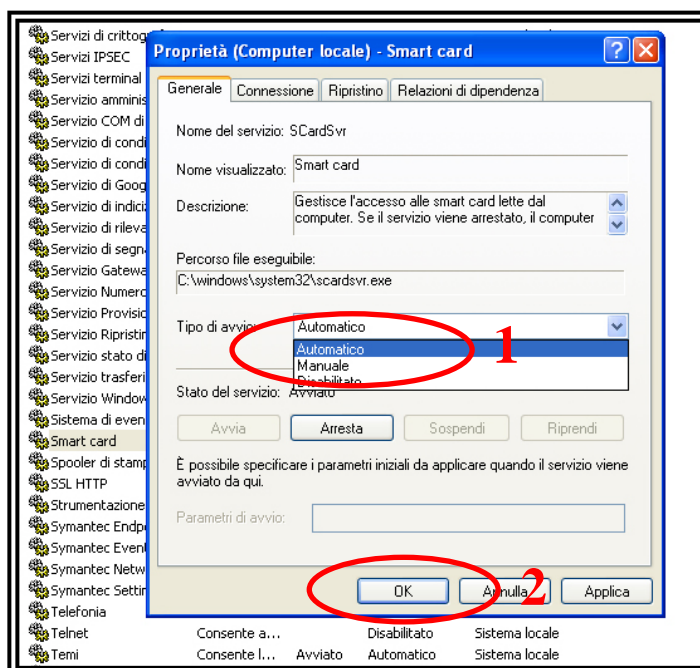 Servizi di crittog
Servizi IPSEC
Servizi terminal
Servizio amminis
Servizio COM di
Servizio di condi
Servizio di condi
Servizio di Goog
Servizio di indiciz
Servizio di rileva
Servizio di segna
Servizio Gatewa
Servizio Numero
Servizio Provisio
Servizio Ripristin
Servizio stato di
Servizio trasferi
Servizio Window
Sistema di even
Smart card
Spooler di stamp
SSL HTTP
Strumentazione
Symantec Endp
Symantec Event
Symantec Netw
Symantec Settin
Telefonia
Telnet Consente a... Disabilitato Sistema locale
Temi Consente l... Avviato Automatico Sistema locale
Proprietà (Computer locale) - Smart card
Generale Connessione Ripristino Relazioni di dipendenza
Nome del servizio: SCardSvr
Nome visualizzato: Smart card
Descrizione: Gestisce l'accesso alle smart card lette dal
computer. Se il servizio viene arrestato, il computer
Percorso file eseguibile:
C:\windows\system32\scardsvr.exe
Tipo di avvio: Automatico
1
Automatico
Manuale
Disabilitato
Stato del servizio: Avviato
Avvia Arresta Sospendi Riprendi
È possibile specificare i parametri iniziali da applicare quando il servizio viene
avviato da qui.
Parametri di avvio:
OK Annulla 2 Applica